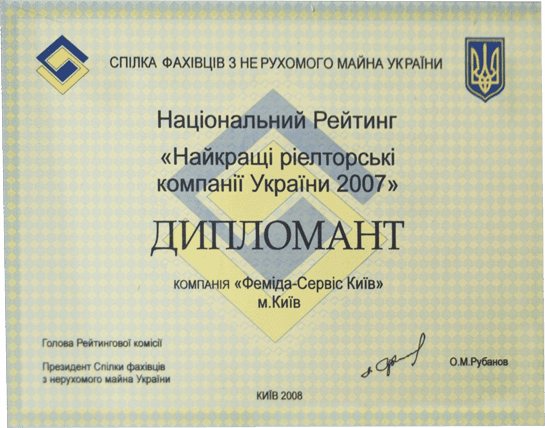 СПІЛКА ФАХІВЦІВ З НЕ РУХОМОГО МАЙНА УКРАЇНИ
Національний Рейтинг
«Найкращі ріелторські
компанії України 2007»
ДИПЛОМАНТ
КОМПАНІЯ «Феміда-Сервіс Київ»
м.Київ
Голова Рейтингової комісії
Президент Спілки фахівців
з нерухомого майна України
О.М.Рубанов
КИЇВ 2008